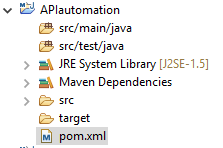 APIautomation
src/main/java
src/test/java
JRE System Library [J2SE-1.5]
Maven Dependencies
src
target
pom.xml